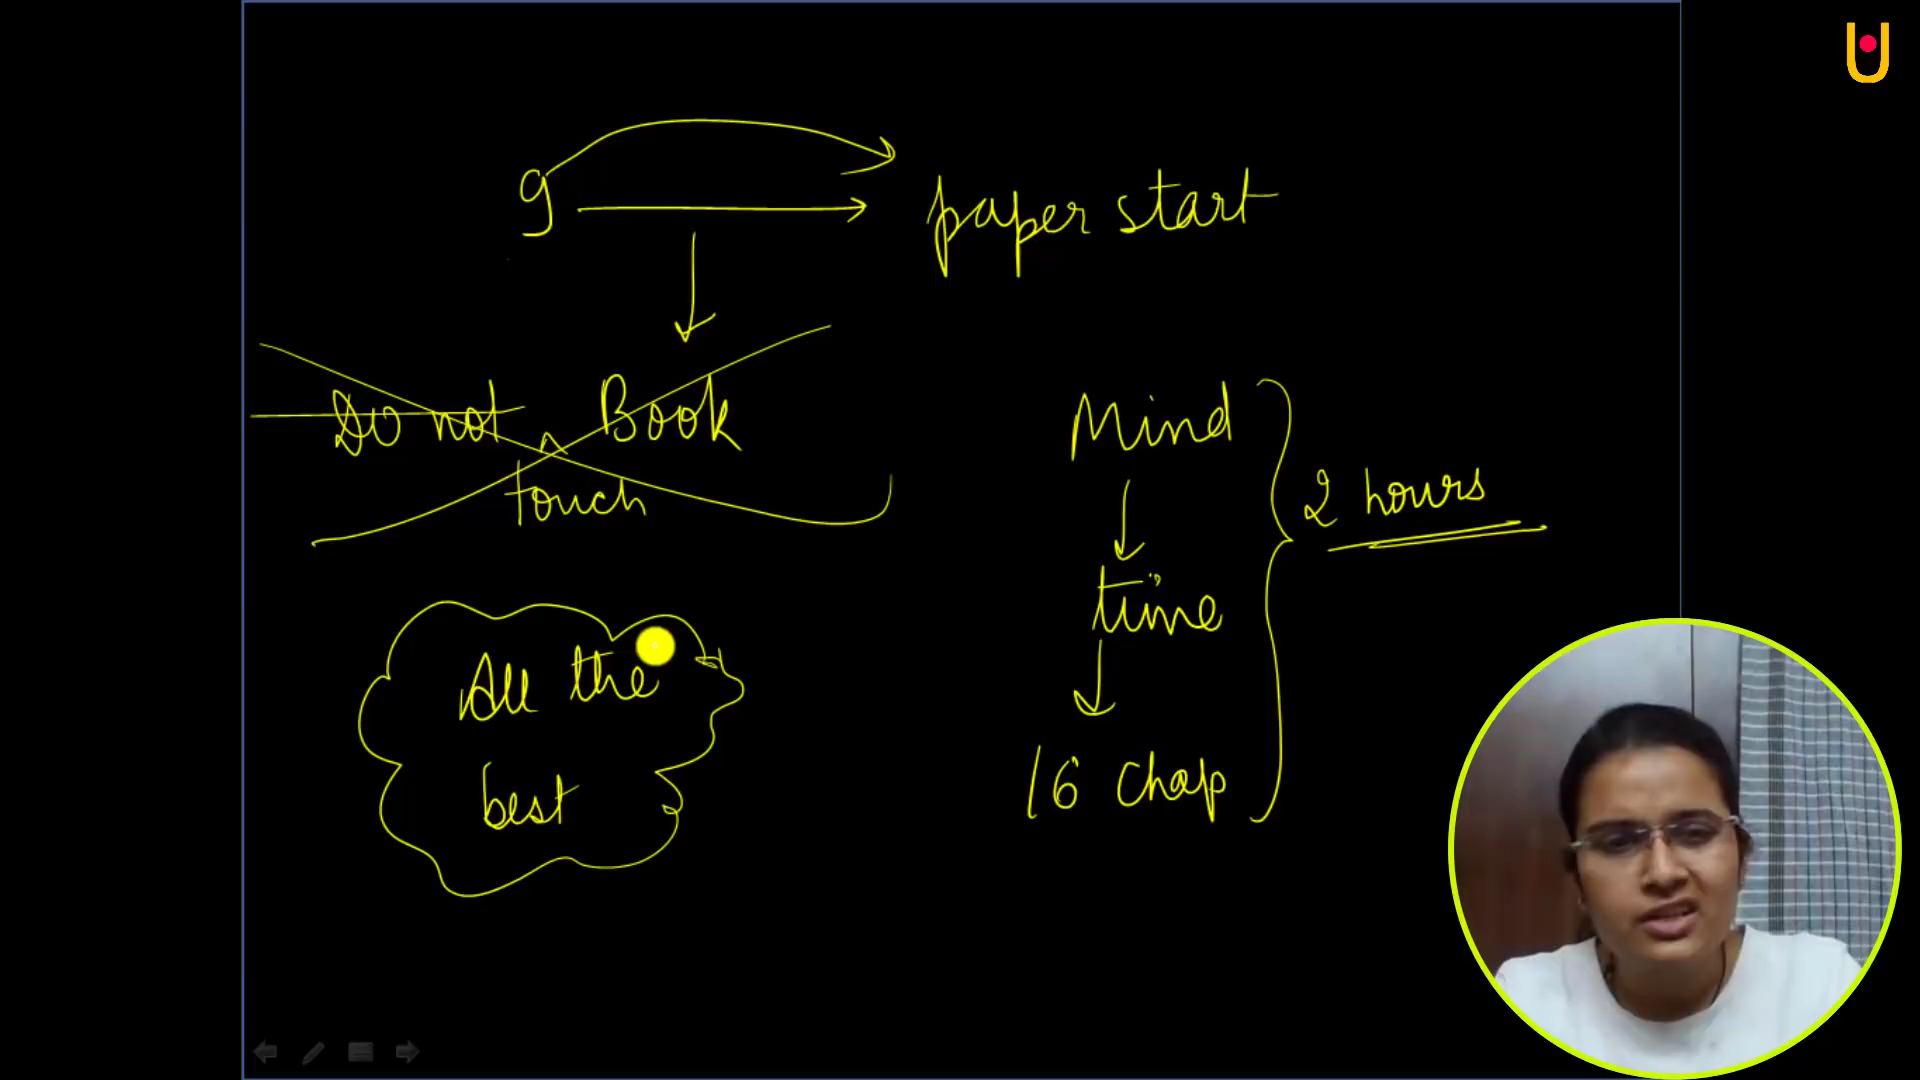 9 paper start
Do not Book
touch
Mind
2 hours
time
All the
best
16 Chap